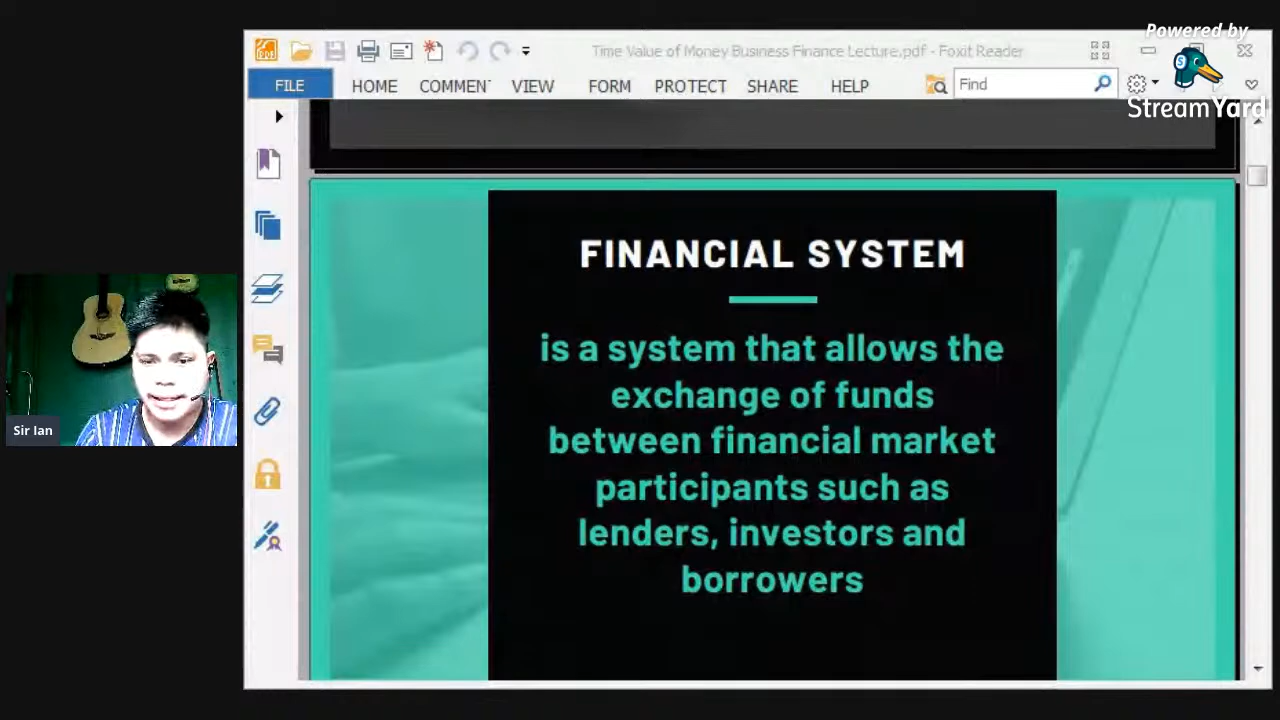 Powered by
StreamYard
Time Value of Money Business Finance Lecture.pdf - Foxit Reader
FILE HOME COMMEN VIEW FORM PROTECT SHARE HELP Find
FINANCIAL SYSTEM
is a system that allows the
exchange of funds
between financial market
participants such as
lenders, investors and
borrowers
Sir Ian